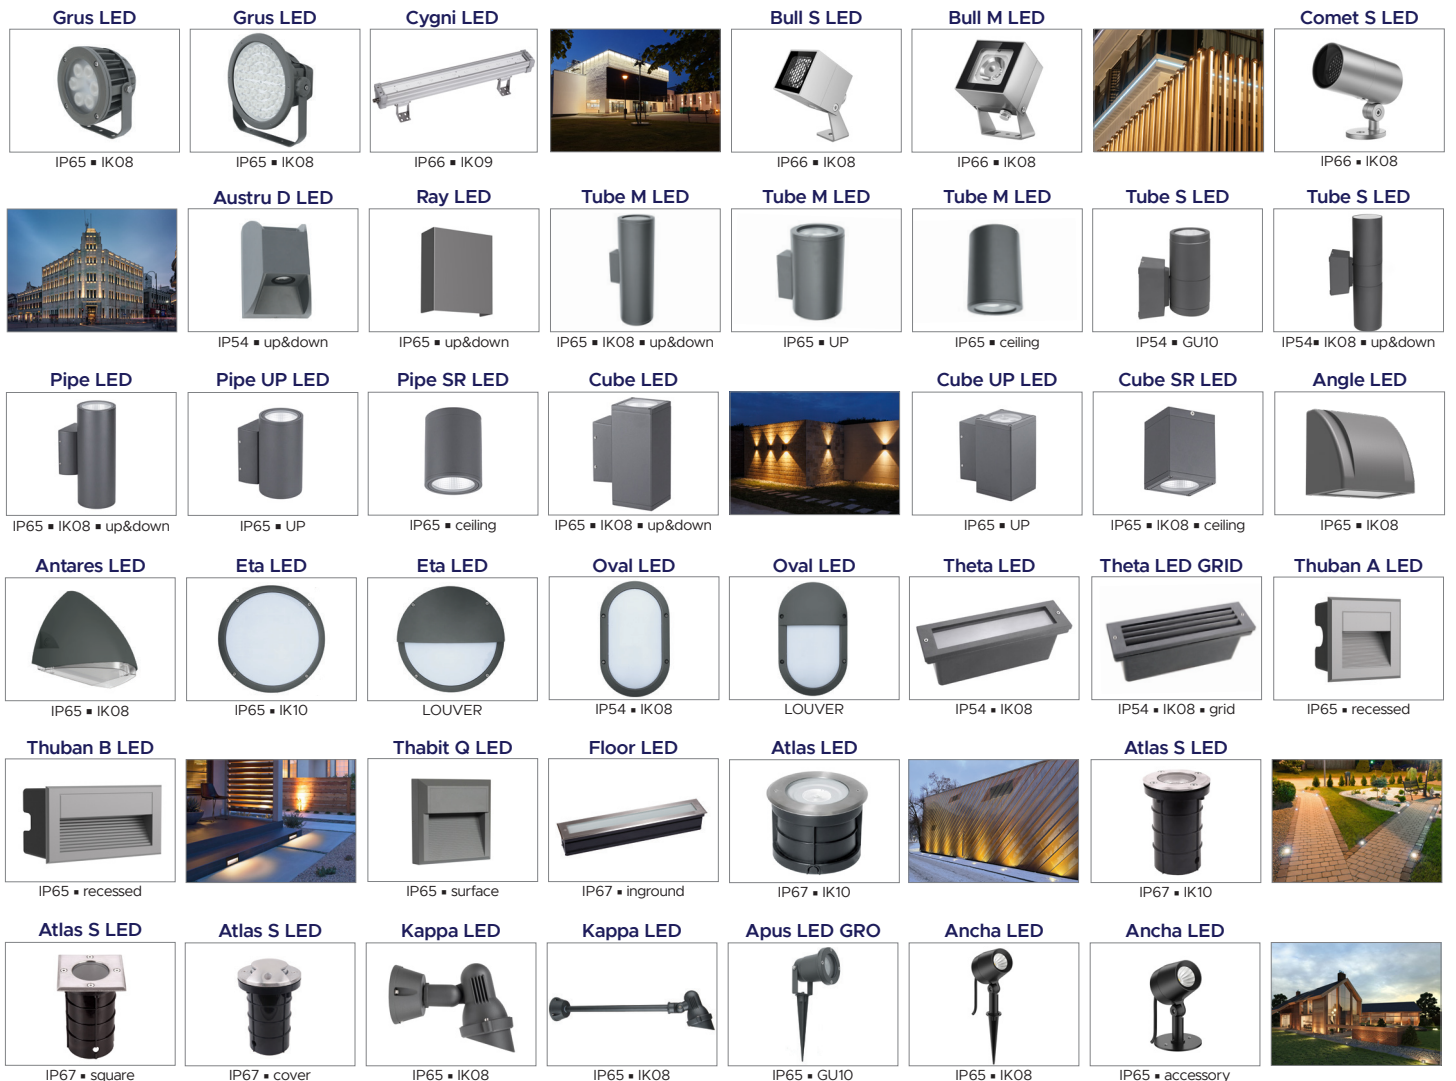 Grus LED
Grus LED
Cygni LED
Bull S LED
Bull M LED
Comet S LED
IP65 ▪ IK08
IP65 ▪ IK08
IP66 ▪ IK09
IP66 ▪ IK08
IP66 ▪ IK08
IP66 ▪ IK08
Austru D LED
Ray LED
Tube M LED
Tube M LED
Tube M LED
Tube S LED
Tube S LED
IP54 ▪ up&down
IP65 ▪ up&down
IP65 ▪ IK08 ▪ up&down
IP65 ▪ UP
IP65 ▪ ceiling
IP54 ▪ GU10
IP54▪ IK08 ▪ up&down
Pipe LED
Pipe UP LED
Pipe SR LED
Cube LED
Cube UP LED
Cube SR LED
Angle LED
IP65 ▪ IK08 ▪ up&down
IP65 ▪ UP
IP65 ▪ ceiling
IP65 ▪ IK08 ▪ up&down
IP65 ▪ UP
IP65 ▪ IK08 ▪ ceiling
IP65 ▪ IK08
Antares LED
Eta LED
Eta LED
Oval LED
Oval LED
Theta LED
Theta LED GRID
Thuban A LED
IP65 ▪ IK08
IP65 ▪ IK10
LOUVER
IP54 ▪ IK08
LOUVER
IP54 ▪ IK08
IP54 ▪ IK08 ▪ grid
IP65 ▪ recessed
Thuban B LED
Thabit Q LED
Floor LED
Atlas LED
Atlas S LED
IP65 ▪ recessed
IP65 ▪ surface
IP67 ▪ inground
IP67 ▪ IK10
IP67 ▪ IK10
Atlas S LED
Atlas S LED
Kappa LED
Kappa LED
Apus LED GRO
Ancha LED
Ancha LED
IP67 ▪ square
IP67 ▪ cover
IP65 ▪ IK08
IP65 ▪ IK08
IP65 ▪ GU10
IP65 ▪ IK08
IP65 ▪ accessory